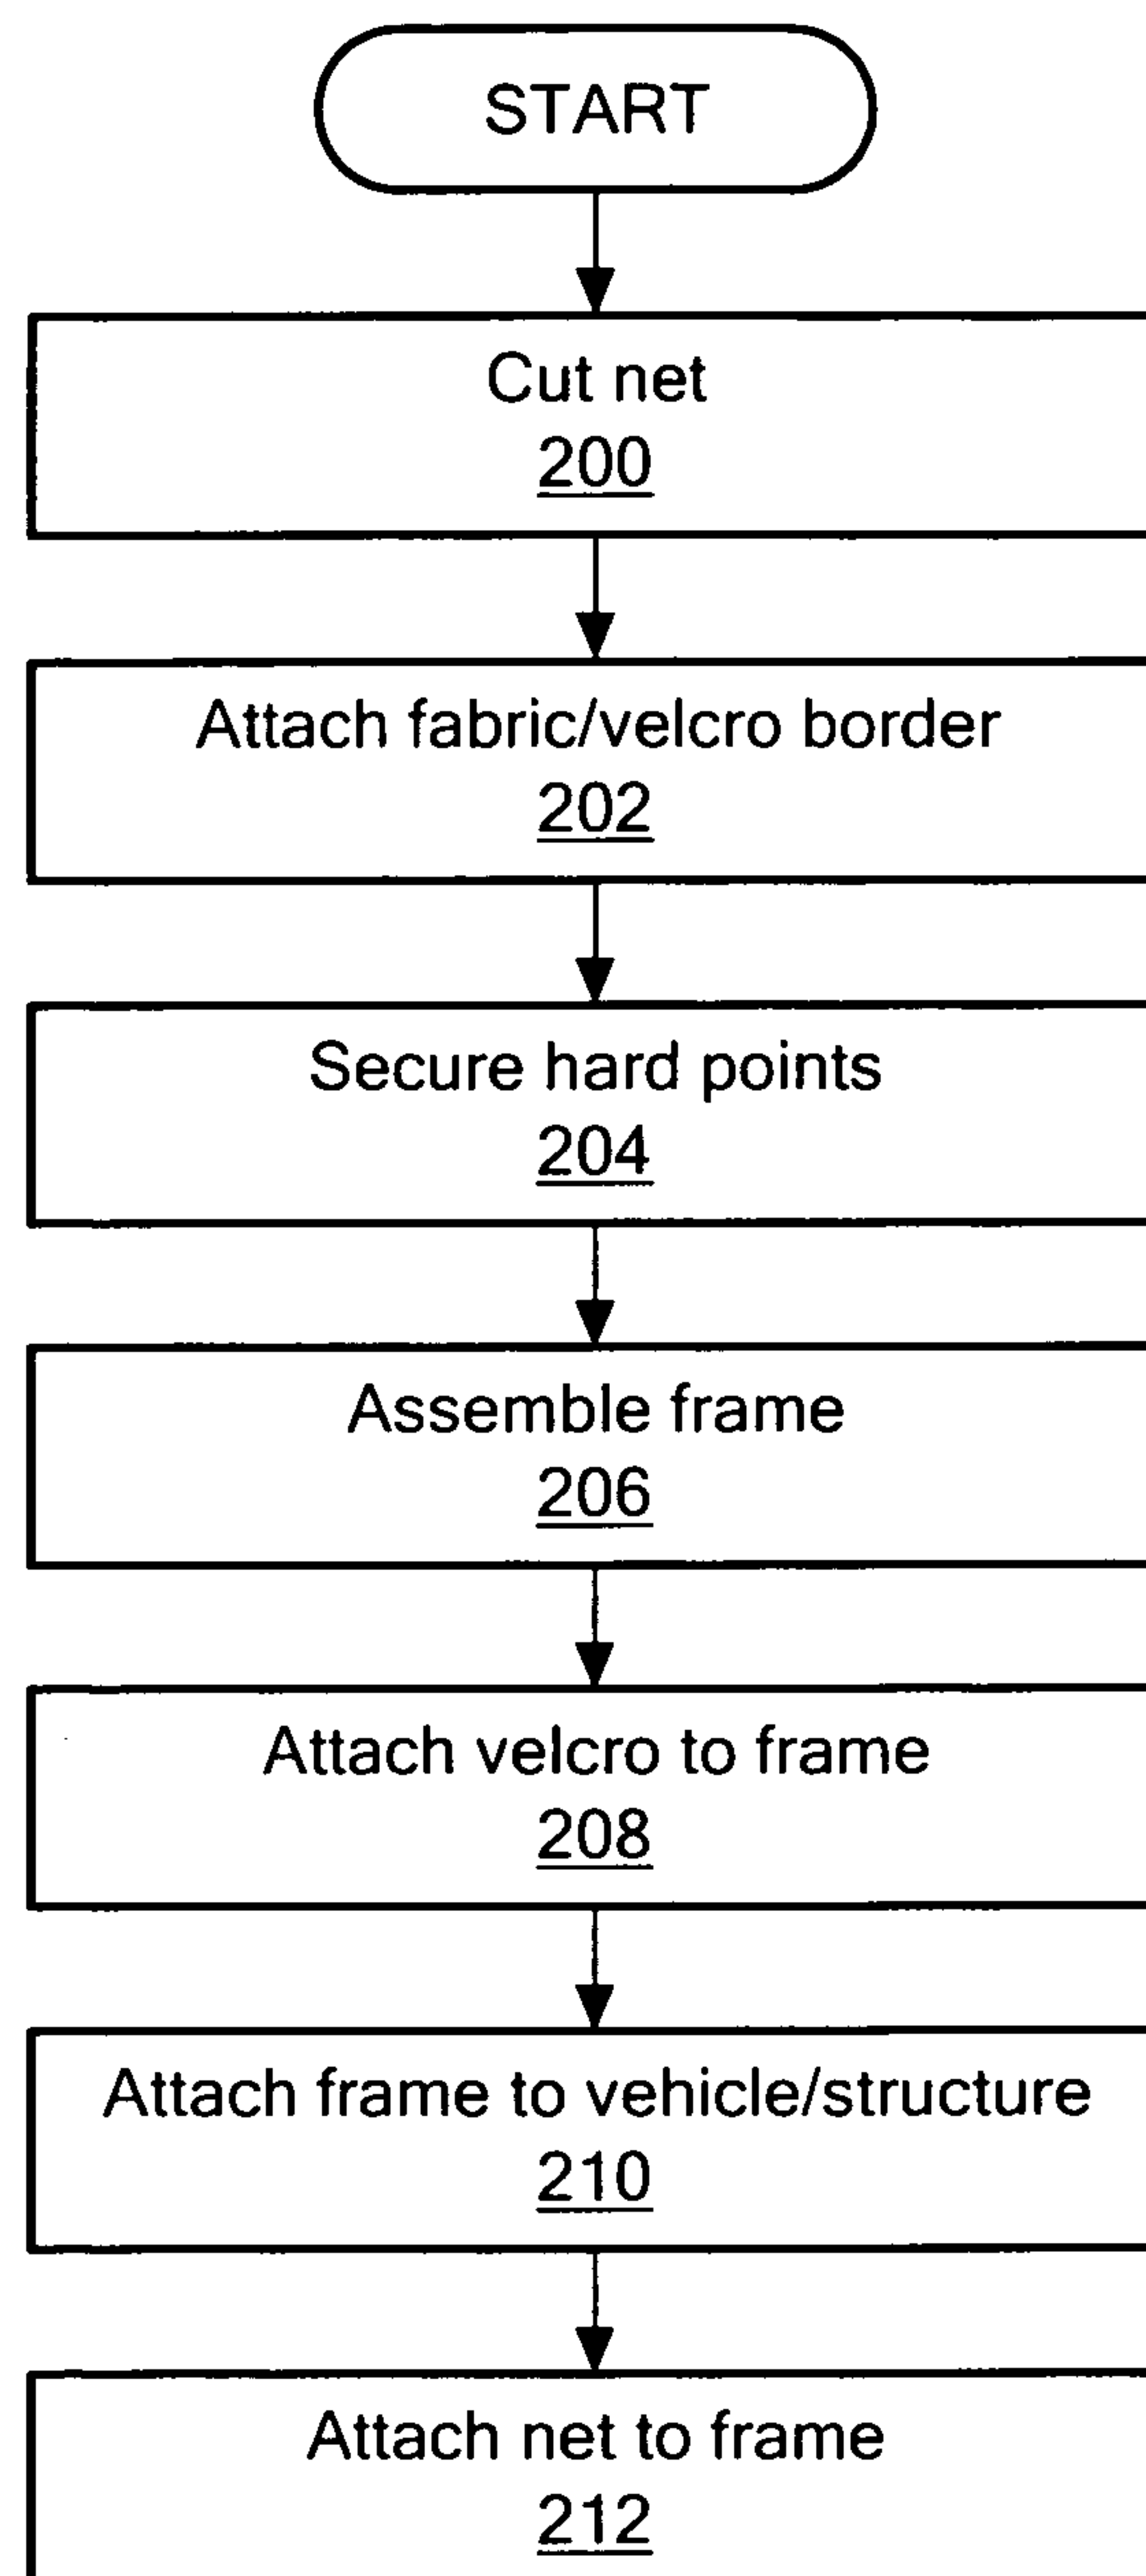 START
Cut net
200
Attach fabric/velcro border
202
Secure hard points
204
Assemble frame
206
Attach velcro to frame
208
Attach frame to vehicle/structure
210
Attach net to frame
212